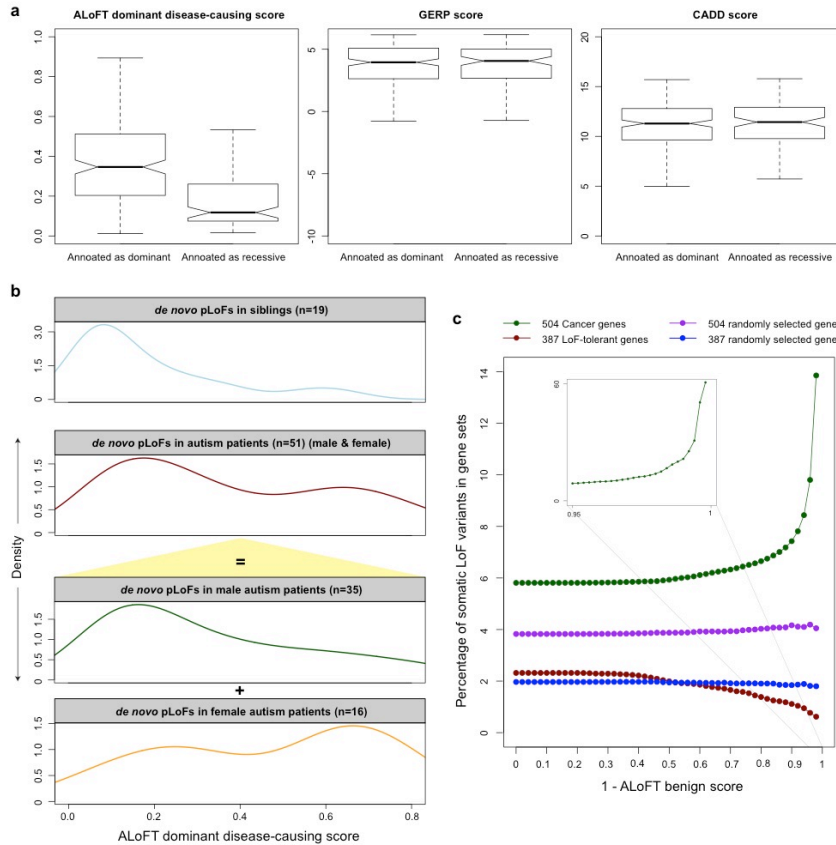 a
ALoFT dominant disease-causing score
GERP score
CADD score
1.0
0.8
0.6
0.4
0.2
0.0
5
0
-5
-10
20
15
10
5
0
Annoated as dominant
Annoated as recessive
Annoated as dominant
Annoated as recessive
Annoated as dominant
Annoated as recessive
b
de novo pLoFs in siblings (n=19)
3.0
1.5
0
de novo pLoFs in autism patients (n=51) (male & female)
1.5
1.0
0.5
0
=
de novo pLoFs in male autism patients (n=35)
1.5
1.0
0.5
0
+
de novo pLoFs in female autism patients (n=16)
1.5
1.0
0.5
0
Density
0.0 0.2 0.4 0.6 0.8
ALoFT dominant disease-causing score
c
504 Cancer genes
504 randomly selected gene
387 LoF-tolerant genes
387 randomly selected gene
Percentage of somatic LoF variants in gene sets
14
12
10
8
6
4
2
0
60
0
0.95 1
0 0.1 0.2 0.3 0.4 0.5 0.6 0.7 0.8 0.9 1
1 - ALoFT benign score